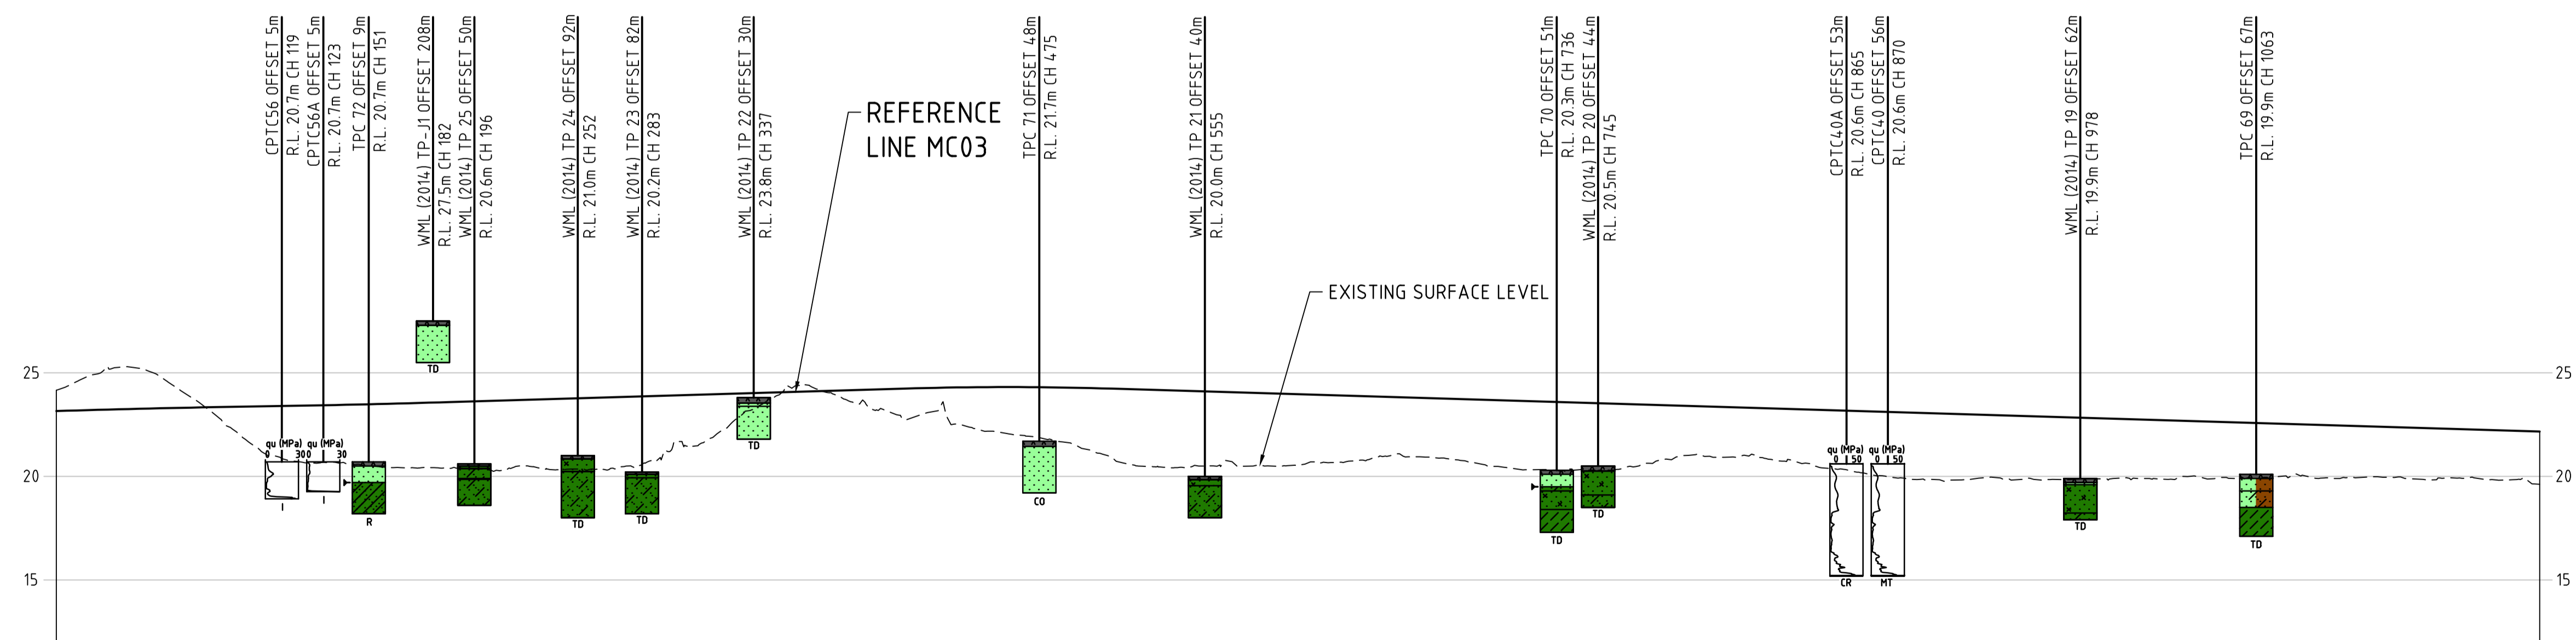 CPTC56 OFFSET 5m
R.L. 20.7m CH 119
CPTC56A OFFSET 5m
R.L. 20.7m CH 123
TPC 72 OFFSET 9m
R.L. 20.7m CH 151
WML (2014) TP-J1 OFFSET 208m
R.L. 27.5m CH 182
WML (2014) TP 25 OFFSET 50m
R.L. 20.6m CH 196
WML (2014) TP 24 OFFSET 92m
R.L. 21.0m CH 252
WML (2014) TP 23 OFFSET 82m
R.L. 20.2m CH 283
WML (2014) TP 22 OFFSET 30m
R.L. 23.8m CH 337
REFERENCE
LINE MC03
TPC 71 OFFSET 48m
R.L. 21.7m CH 475
WML (2014) TP 21 OFFSET 40m
R.L. 20.0m CH 555
EXISTING SURFACE LEVEL
TPC 70 OFFSET 51m
R.L. 20.3m CH 736
WML (2014) TP 20 OFFSET 44m
R.L. 20.5m CH 745
CPTC40A OFFSET 53m
R.L. 20.6m CH 865
CPTC40 OFFSET 56m
R.L. 20.6m CH 870
WML (2014) TP 19 OFFSET 62m
R.L. 19.9m CH 978
TPC 69 OFFSET 67m
R.L. 19.9m CH1063
TD
25 25
qu (MPa) qu (MPa)
0 30 0 30
TD
qu (MPa) qu (MPa)
0 50 0 50
20 20
I I
R
TD
TD
CO
TD
TD
TD
TD
15 15
CR MT